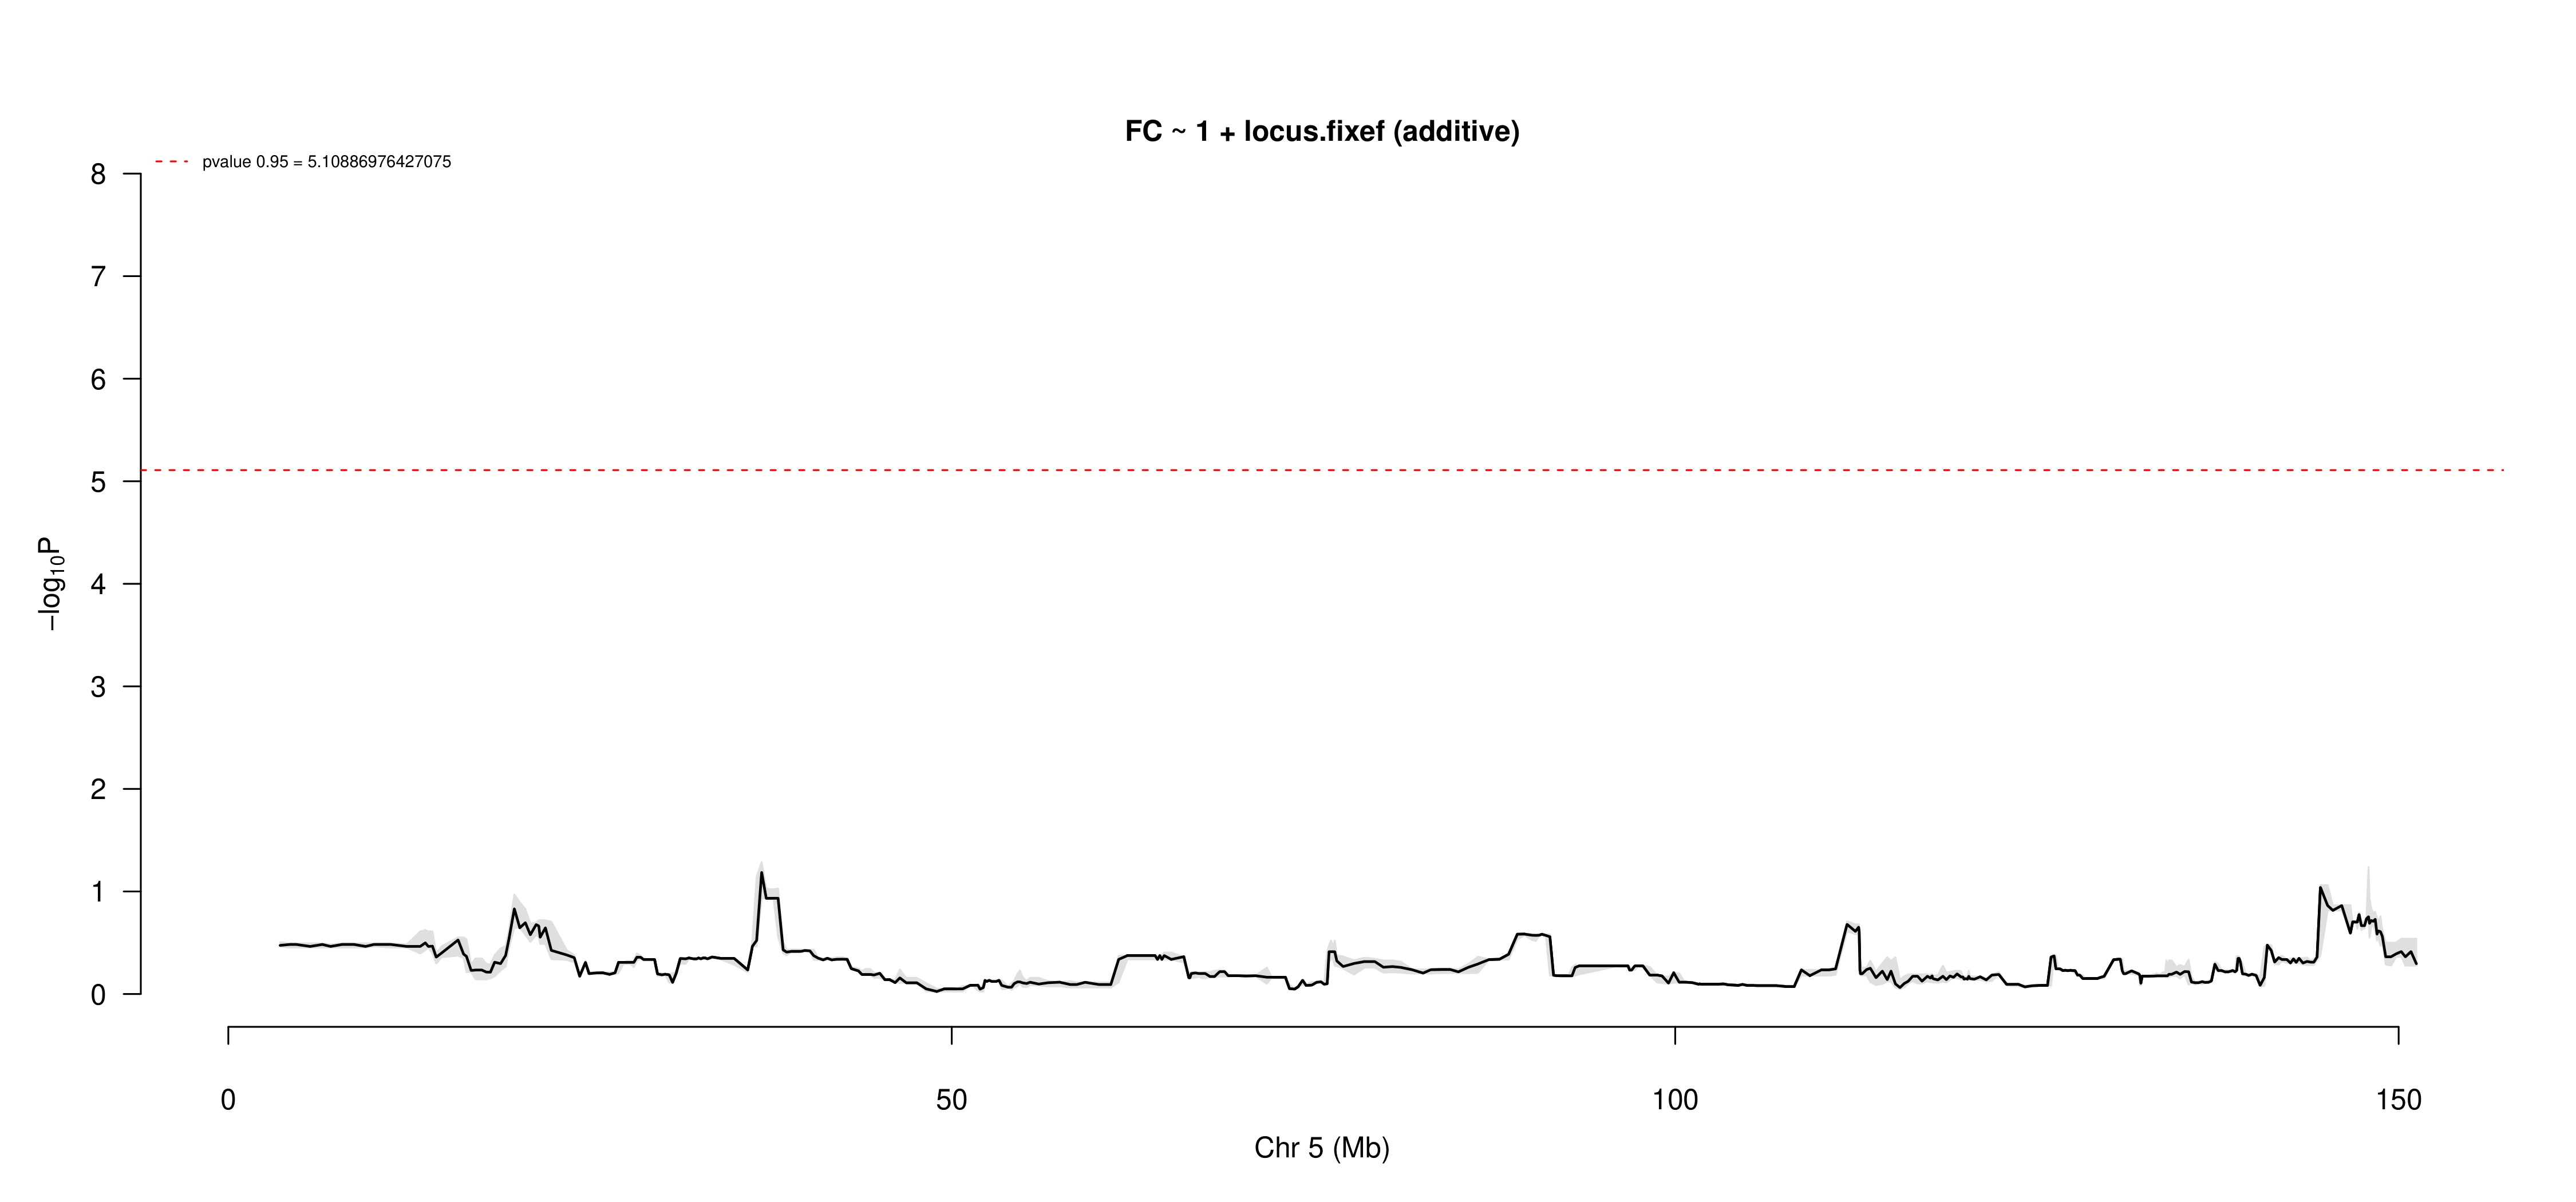 FC ~ 1 + locus.fixef (additive)
pvalue 0.95 = 5.10886976427075
8
7
6
5
4
3
2
1
0
−log10P
0 50 100 150
Chr 5 (Mb)